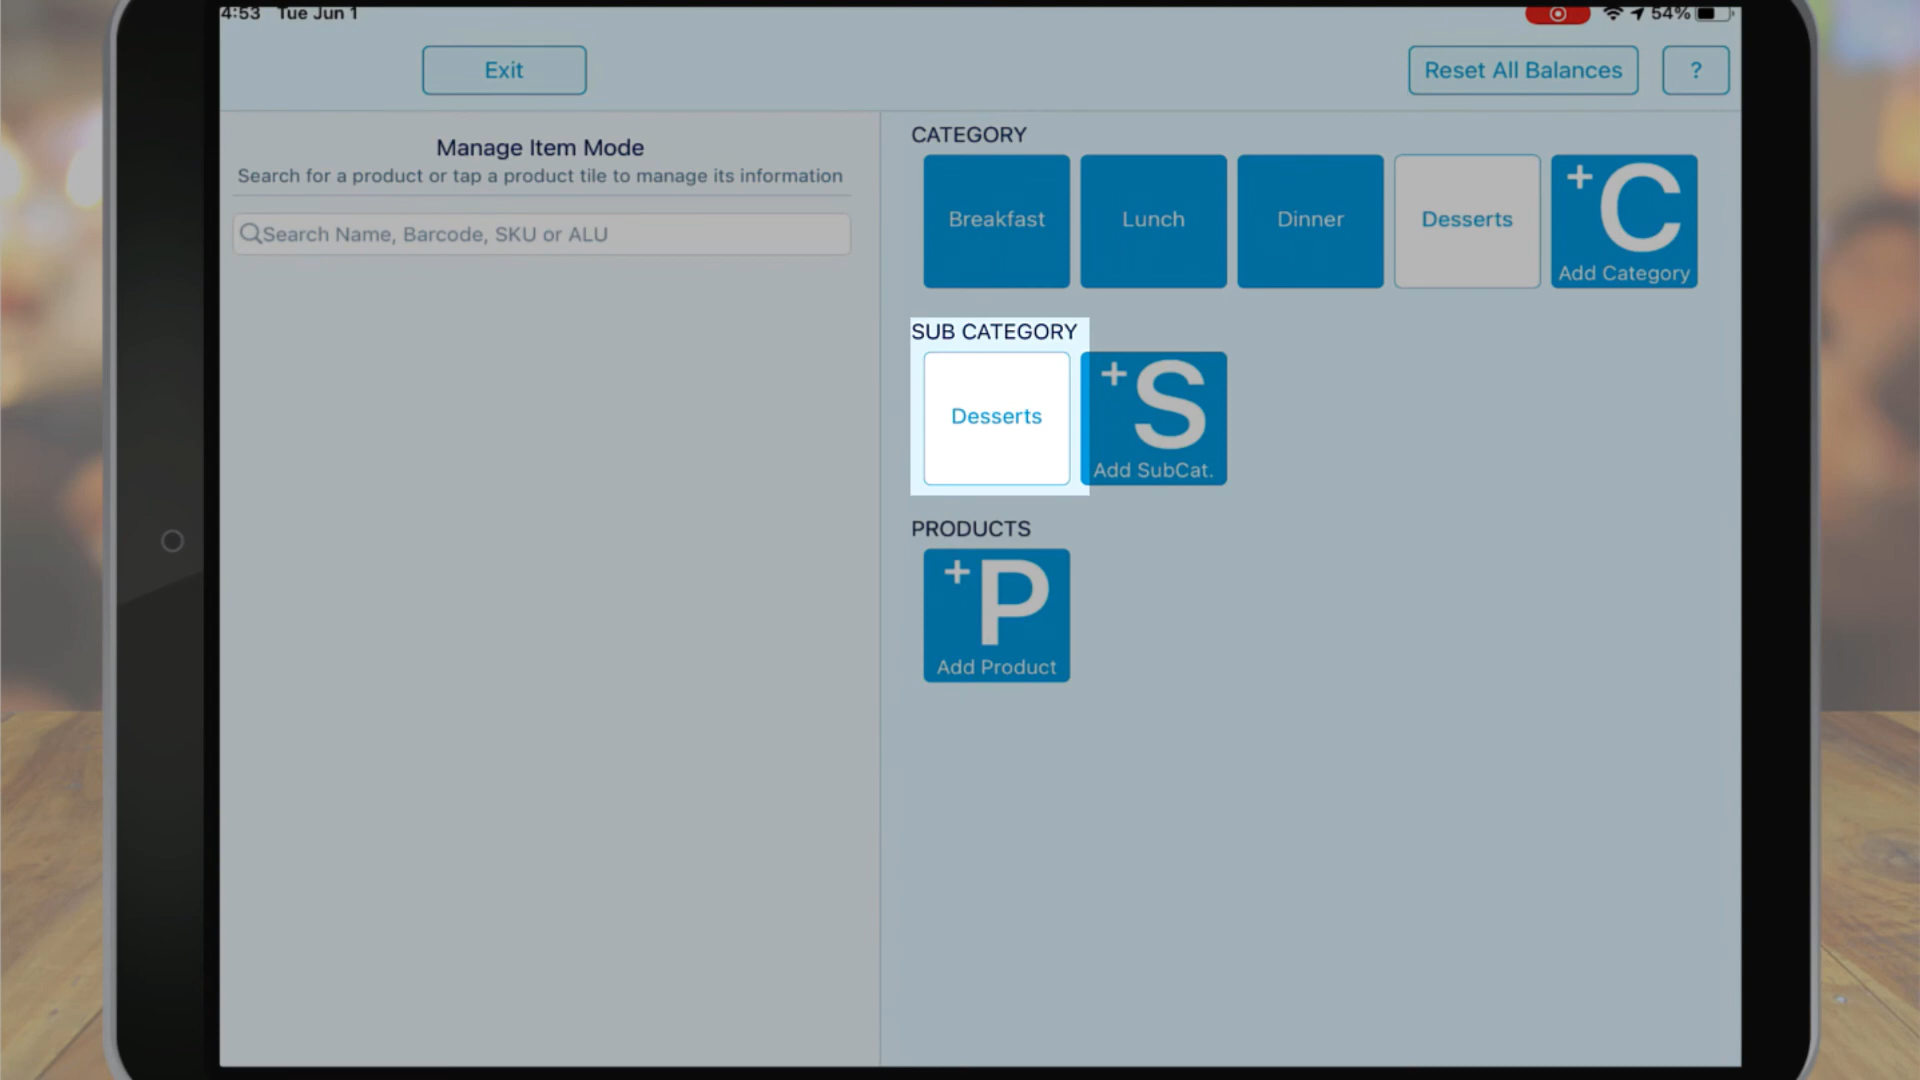 4:53 Tue Jun 1
54%
Exit
Reset All Balances
?
Manage Item Mode
Search for a product or tap a product tile to manage its information
Search Name, Barcode, SKU or ALU
CATEGORY
Breakfast
Lunch
Dinner
Desserts
+C
Add Category
SUB CATEGORY
Desserts
+S
Add SubCat.
PRODUCTS
+P
Add Product